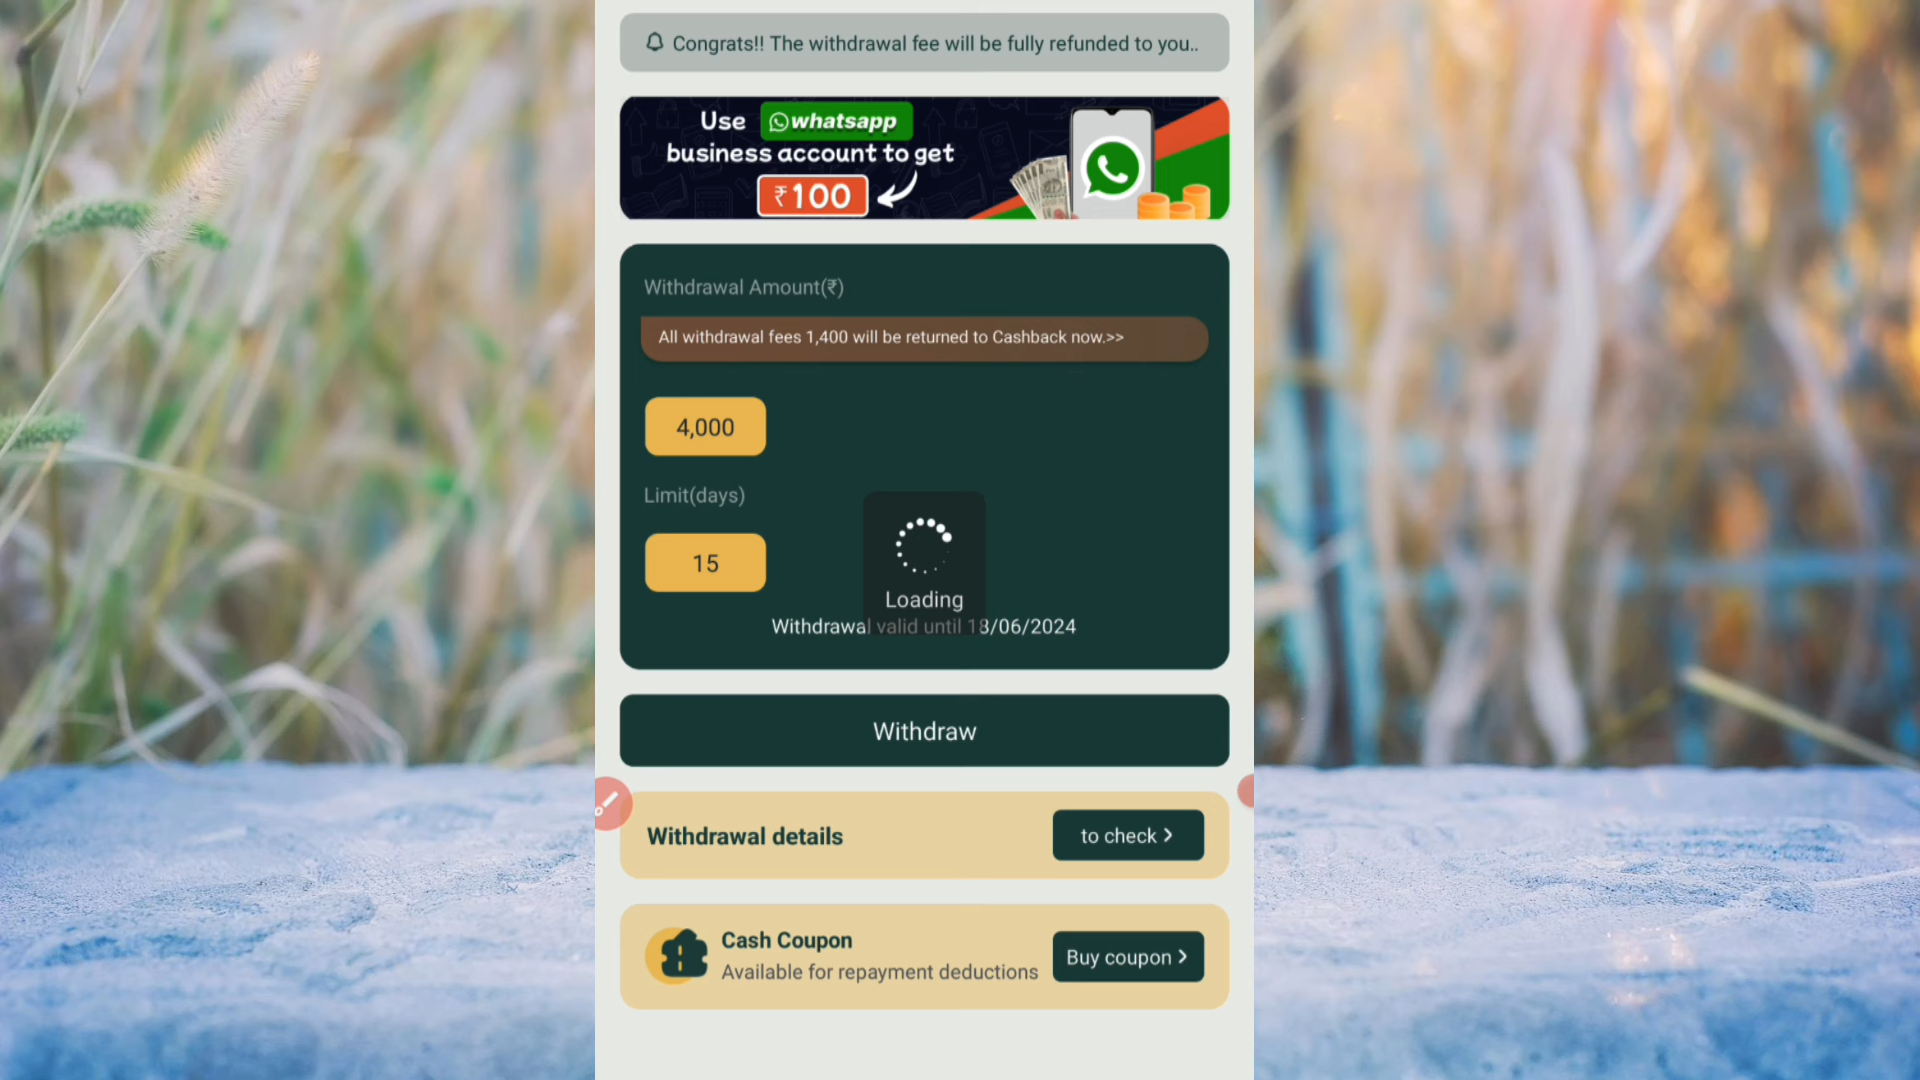 Congrats!! The withdrawal fee will be fully refunded to you..
Use whatsapp
business account to get
₹100
Withdrawal Amount(₹)
All withdrawal fees 1,400 will be returned to Cashback now.>>
4,000
Limit(days)
15
Loading
Withdrawal valid until 18/06/2024
Withdraw
Withdrawal details
to check >
Cash Coupon
Available for repayment deductions
Buy coupon >